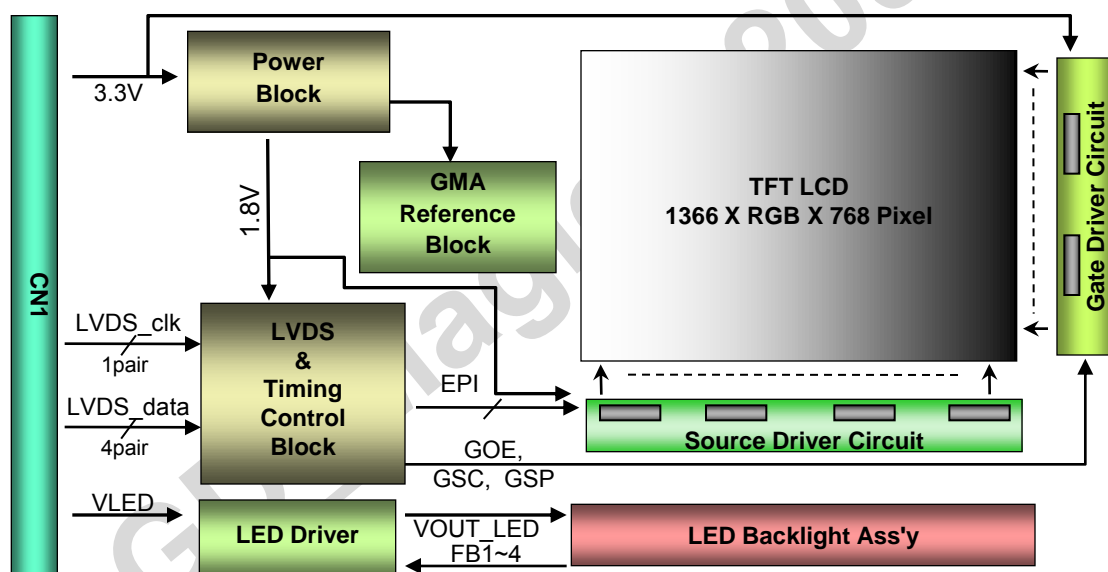 CN1
3.3V
Power
Block
GMA
Reference
Block
1.8V
TFT LCD
1366 X RGB X 768 Pixel
Gate Driver Circuit
LVDS_clk
1pair
LVDS_data
4pair
LVDS
&
Timing
Control
Block
EPI
Source Driver Circuit
GOE,
GSC, GSP
VLED
LED Driver
VOUT_LED
FB1~4
LED Backlight Ass'y